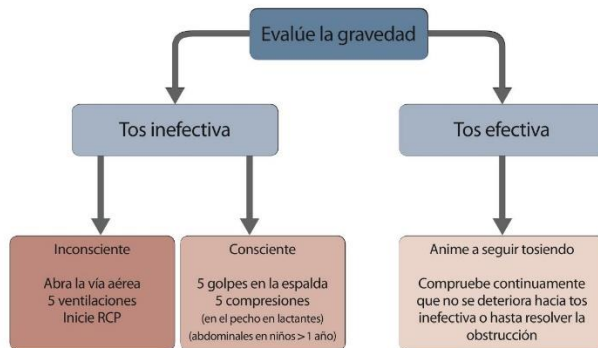 Evalúe la gravedad
Tos inefectiva
Tos efectiva
Inconsciente
Abra la vía aérea
5 ventilaciones
Inicie RCP
Consciente
5 golpes en la espalda
5 compresiones
(en el pecho en lactantes)
(abdominales en niños > 1 año)
Anime a seguir tosiendo
Compruebe continuamente
que no se deteriora hacia tos
inefectiva o hasta resolver la
obstrucción